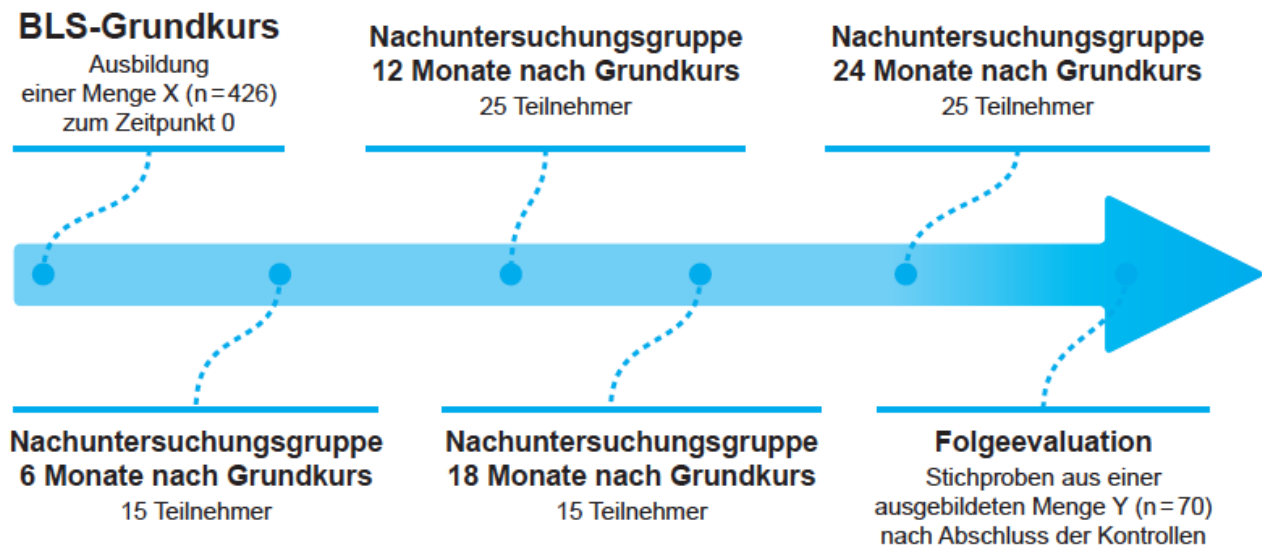 BLS-Grundkurs
Ausbildung
einer Menge X (n = 426)
zum Zeitpunkt 0
Nachuntersuchungsgruppe
12 Monate nach Grundkurs
25 Teilnehmer
Nachuntersuchungsgruppe
24 Monate nach Grundkurs
25 Teilnehmer
Nachuntersuchungsgruppe
6 Monate nach Grundkurs
15 Teilnehmer
Nachuntersuchungsgruppe
18 Monate nach Grundkurs
15 Teilnehmer
Folgeevaluation
Stichproben aus einer
ausgebildeten Menge Y (n = 70)
nach Abschluss der Kontrollen